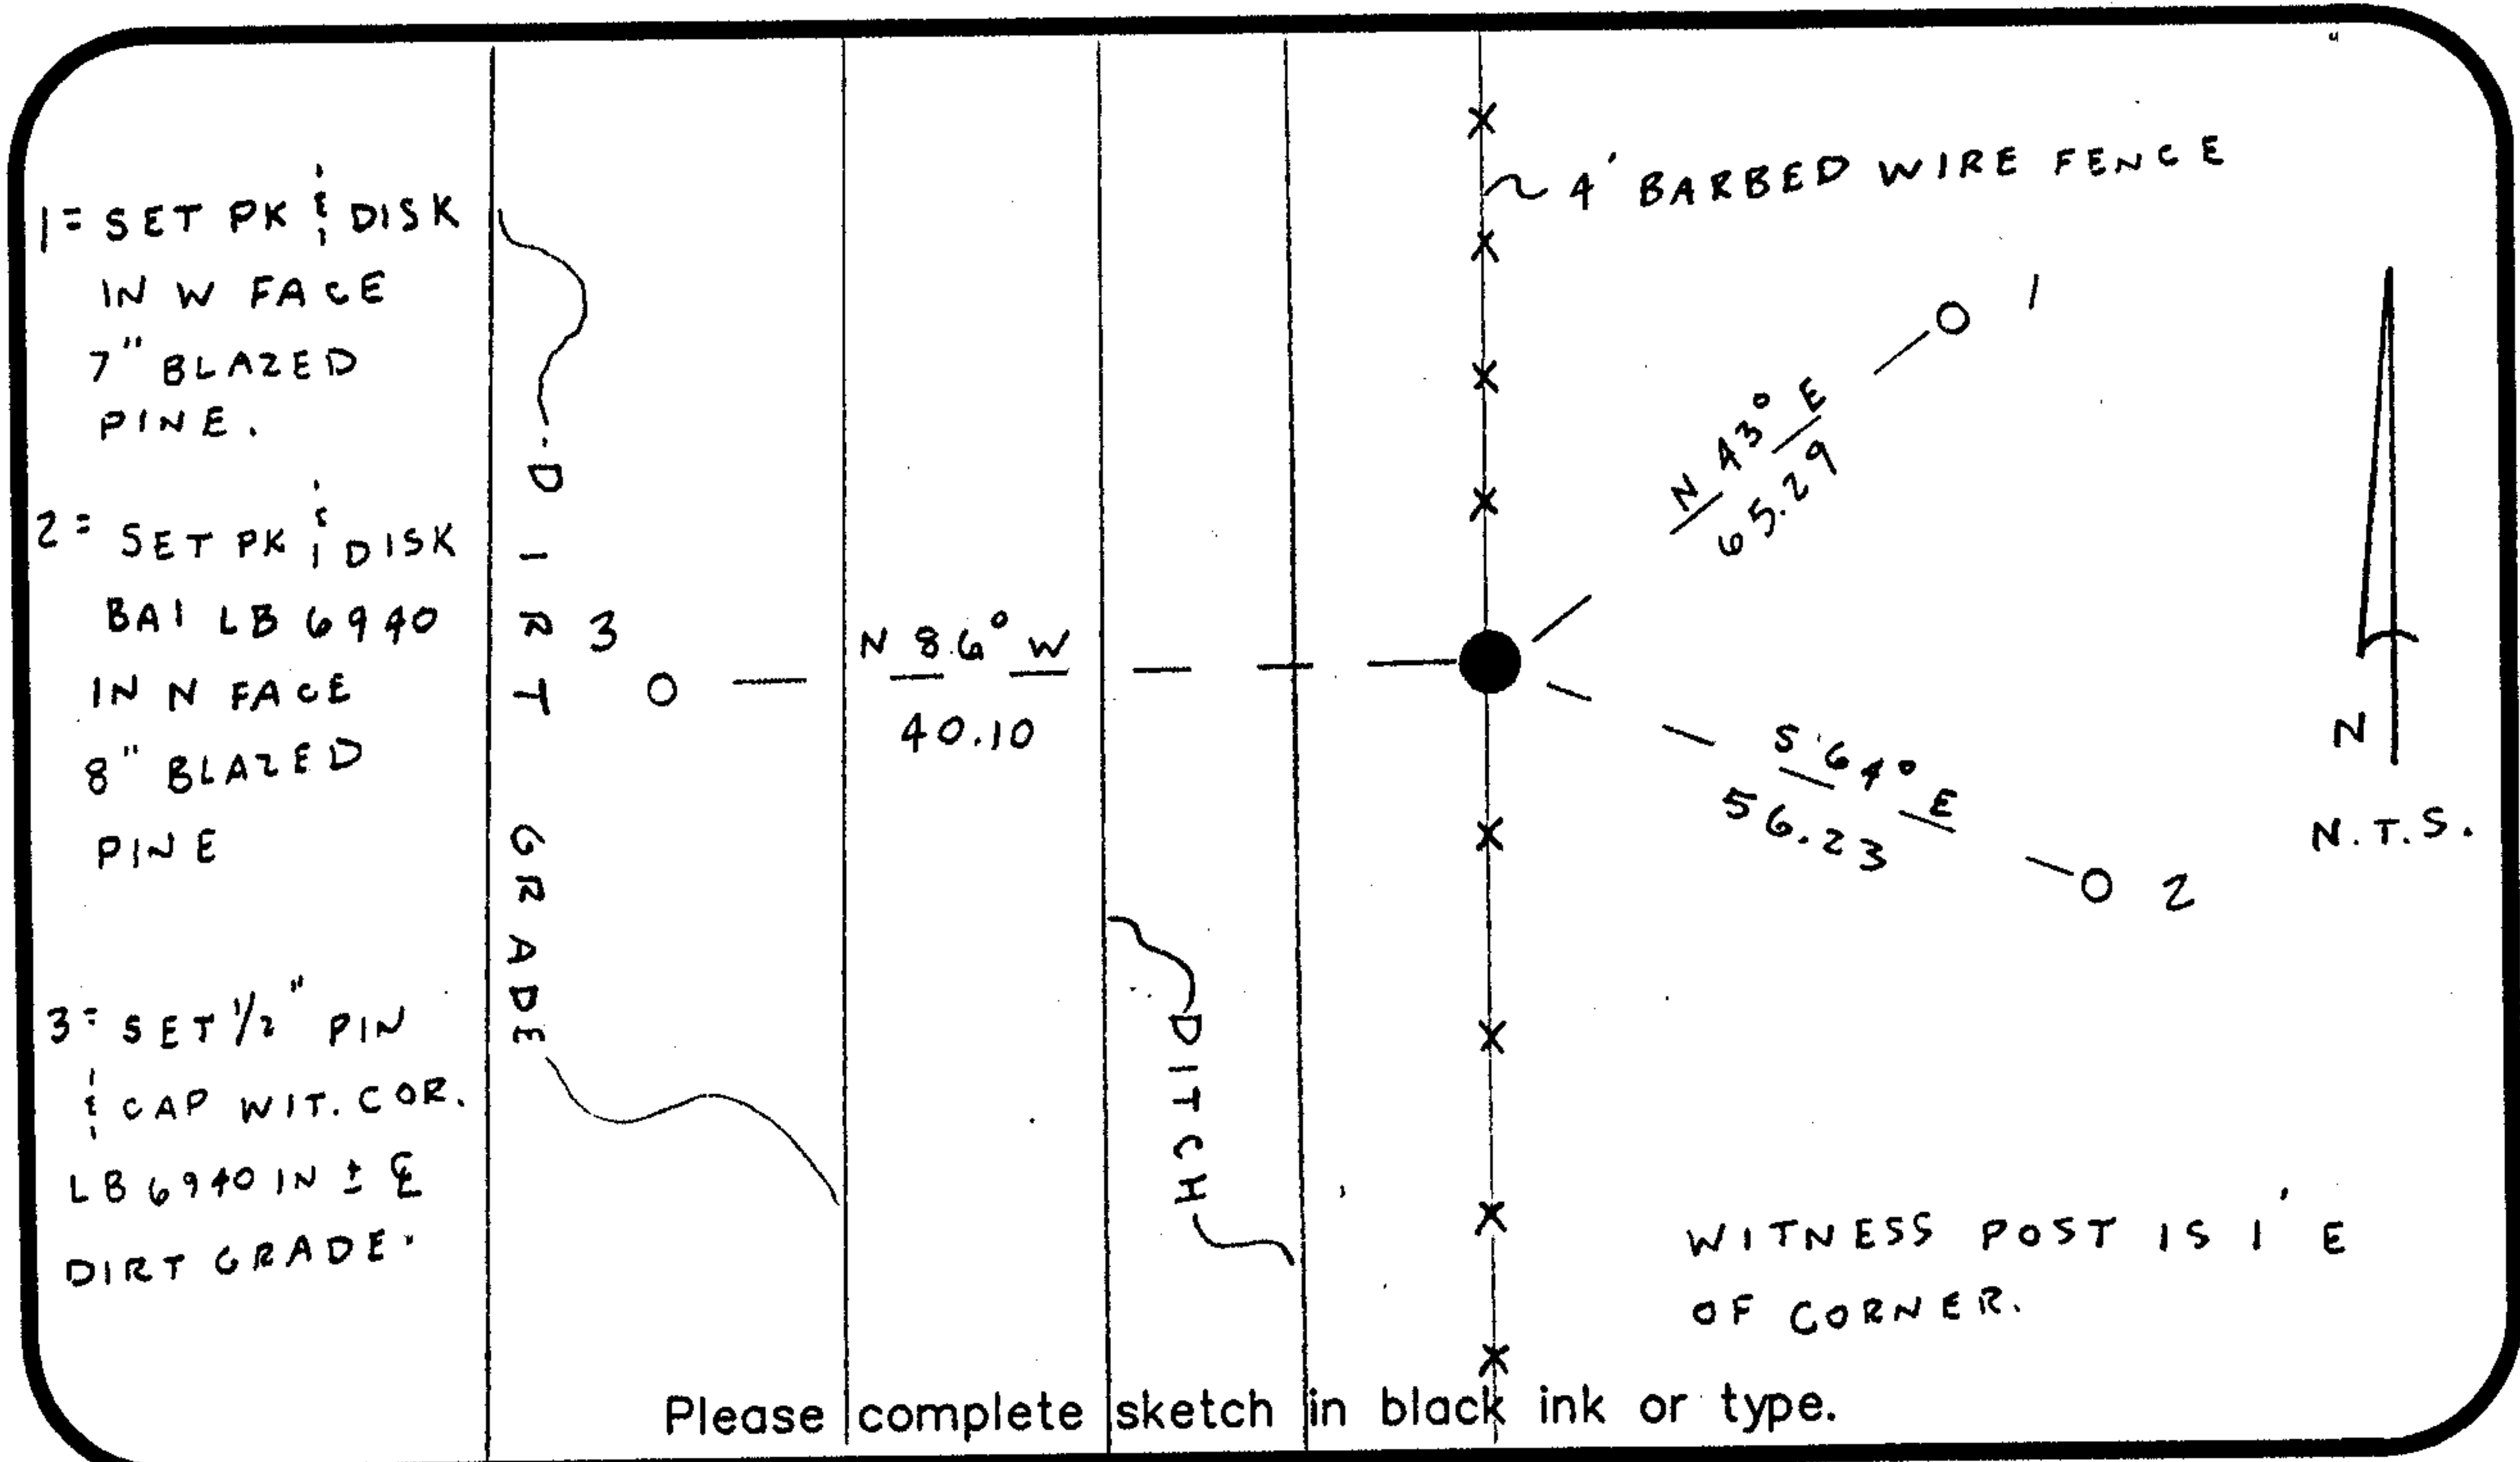 1= SET PK & DISK
IN W FACE
7" BLAZED
PINE.
2= SET PK & DISK
BAI LB 6940
IN N FACE
8" BLAZED
PINE
3= SET 1/2" PIN
& CAP WIT. COR.
LB 6940 IN ± ℄
DIRT GRADE.
DIRT GRADE
3
N 86° W
40.10
DITCH
4' BARBED WIRE FENCE
1
N 43° E
65.29
S 64° E
56.23
2
N
N.T.S.
WITNESS POST IS 1' E
OF CORNER.
Please complete sketch in black ink or type.